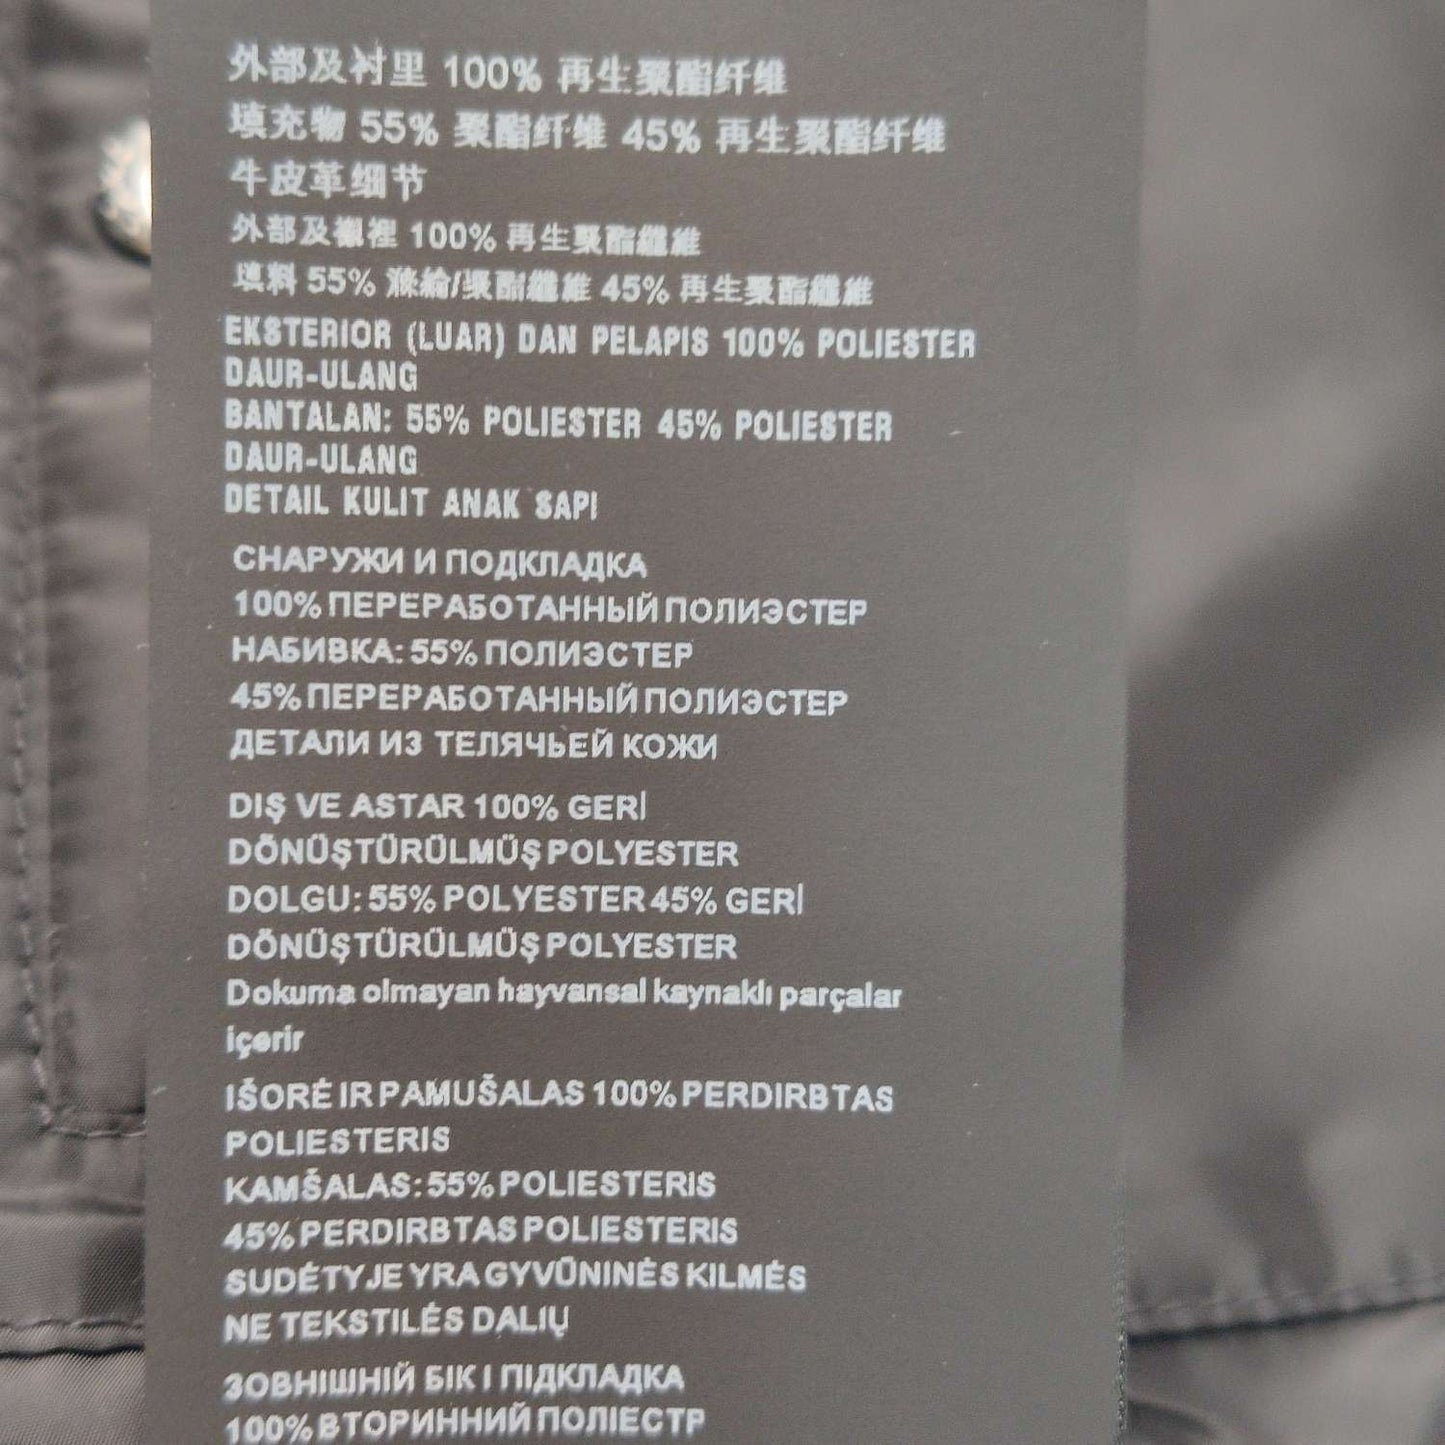 外部及衬里 100% 再生聚酯纤维
填充物 55% 聚酯纤维 45% 再生聚酯纤维
牛皮革细节
外部及襯裡 100% 再生聚酯纖維
填料 55% 滌綸/聚酯纖維 45% 再生聚酯纖維
EKSTERIOR (LUAR) DAN PELAPIS 100% POLIESTER
DAUR-ULANG
BANTALAN: 55% POLIESTER 45% POLIESTER
DAUR-ULANG
DETAIL KULIT ANAK SAPI
СНАРУЖИ И ПОДКЛАДКА
100% ПЕРЕРАБОТАННЫЙ ПОЛИЭСТЕР
НАБИВКА: 55% ПОЛИЭСТЕР
45% ПЕРЕРАБОТАННЫЙ ПОЛИЭСТЕР
ДЕТАЛИ ИЗ ТЕЛЯЧЬЕЙ КОЖИ
DIŞ VE ASTAR 100% GERİ
DÖNÜŞTÜRÜLMÜŞ POLYESTER
DOLGU: 55% POLYESTER 45% GERİ
DÖNÜŞTÜRÜLMÜŞ POLYESTER
Dokuma olmayan hayvansal kaynaklı parçalar
içerir
IŠORĖ IR PAMUŠALAS 100% PERDIRBTAS
POLIESTERIS
KAMŠALAS: 55% POLIESTERIS
45% PERDIRBTAS POLIESTERIS
SUDĖTYJE YRA GYVŪNINĖS KILMĖS
NE TEKSTILĖS DALIŲ
ЗОВНІШНІЙ БІК І ПІДКЛАДКА
100% ВТОРИННИЙ ПОЛІЕСТР